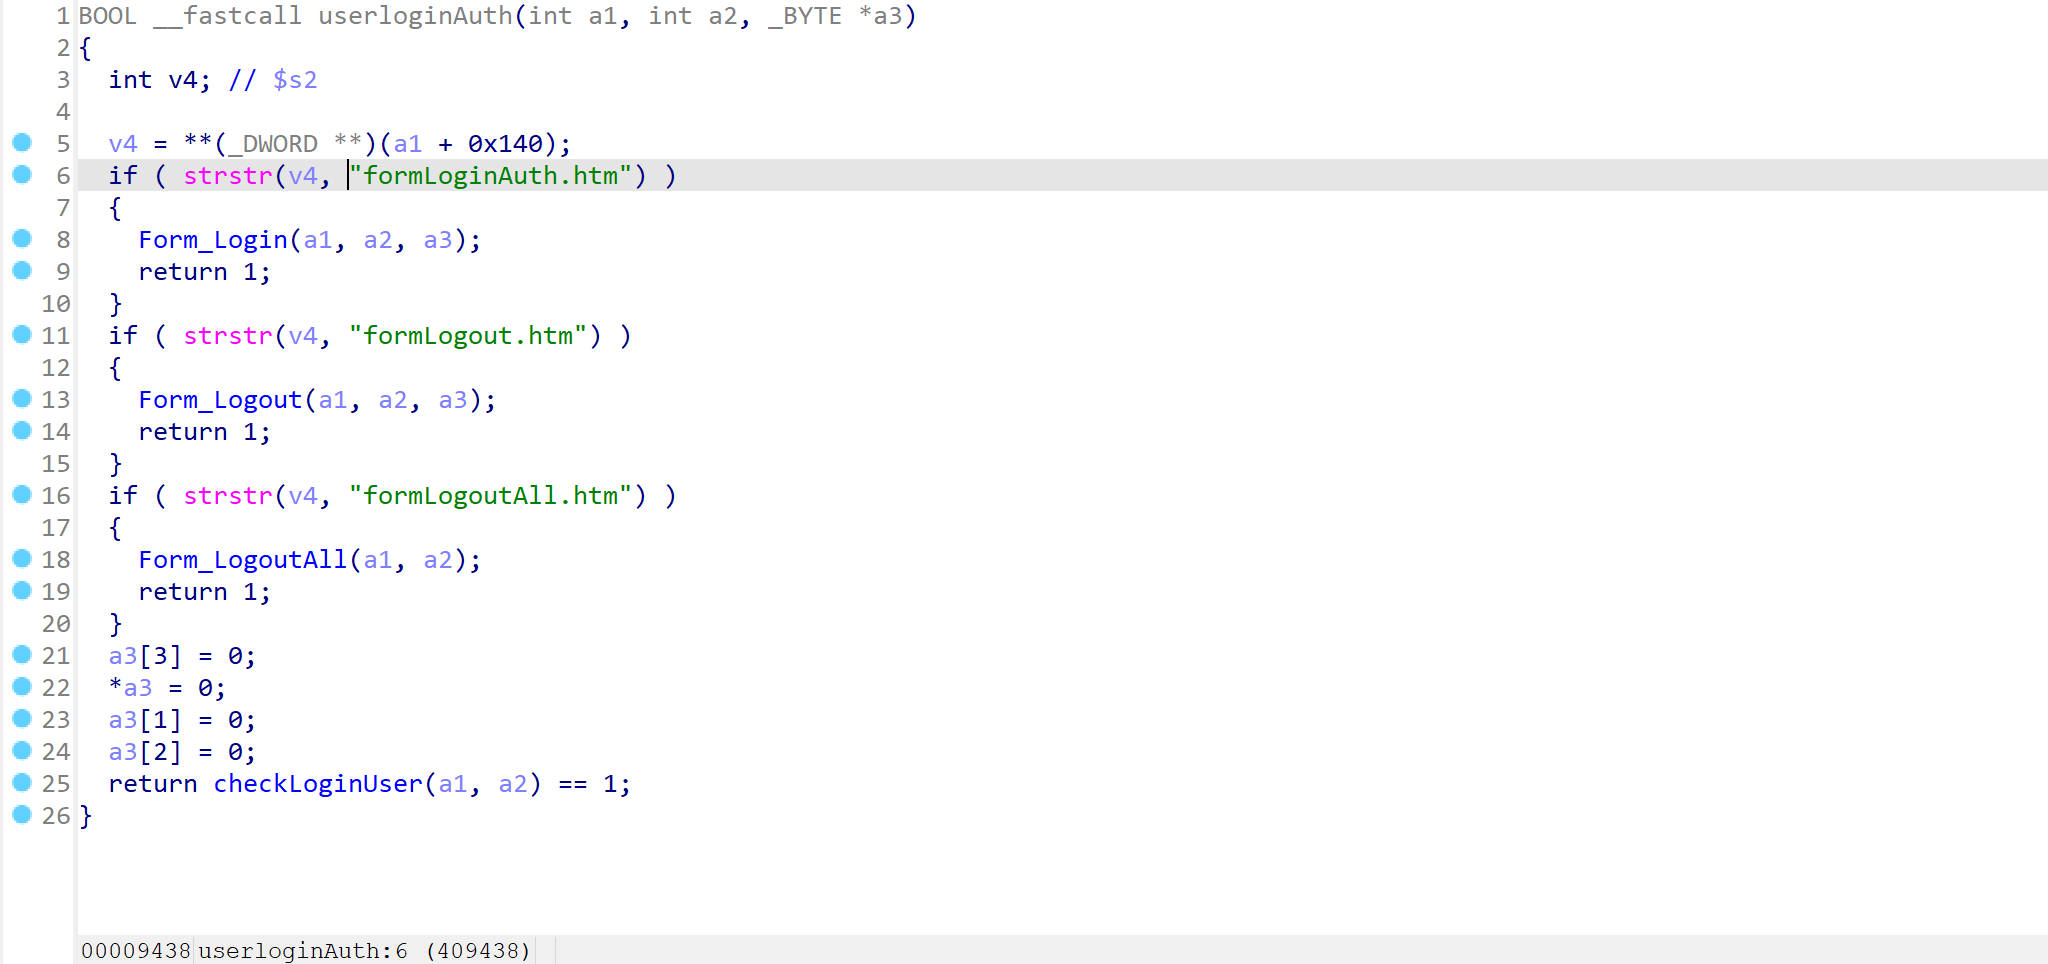 1 BOOL __fastcall userloginAuth(int a1, int a2, _BYTE *a3)
2 {
3   int v4; // $s2
4
5   v4 = **(_DWORD **)(a1 + 0x140);
6   if ( strstr(v4, "formLoginAuth.htm") )
7   {
8     Form_Login(a1, a2, a3);
9     return 1;
10   }
11   if ( strstr(v4, "formLogout.htm") )
12   {
13     Form_Logout(a1, a2, a3);
14     return 1;
15   }
16   if ( strstr(v4, "formLogoutAll.htm") )
17   {
18     Form_LogoutAll(a1, a2);
19     return 1;
20   }
21   a3[3] = 0;
22   *a3 = 0;
23   a3[1] = 0;
24   a3[2] = 0;
25   return checkLoginUser(a1, a2) == 1;
26 }
00009438 userloginAuth:6 (409438)